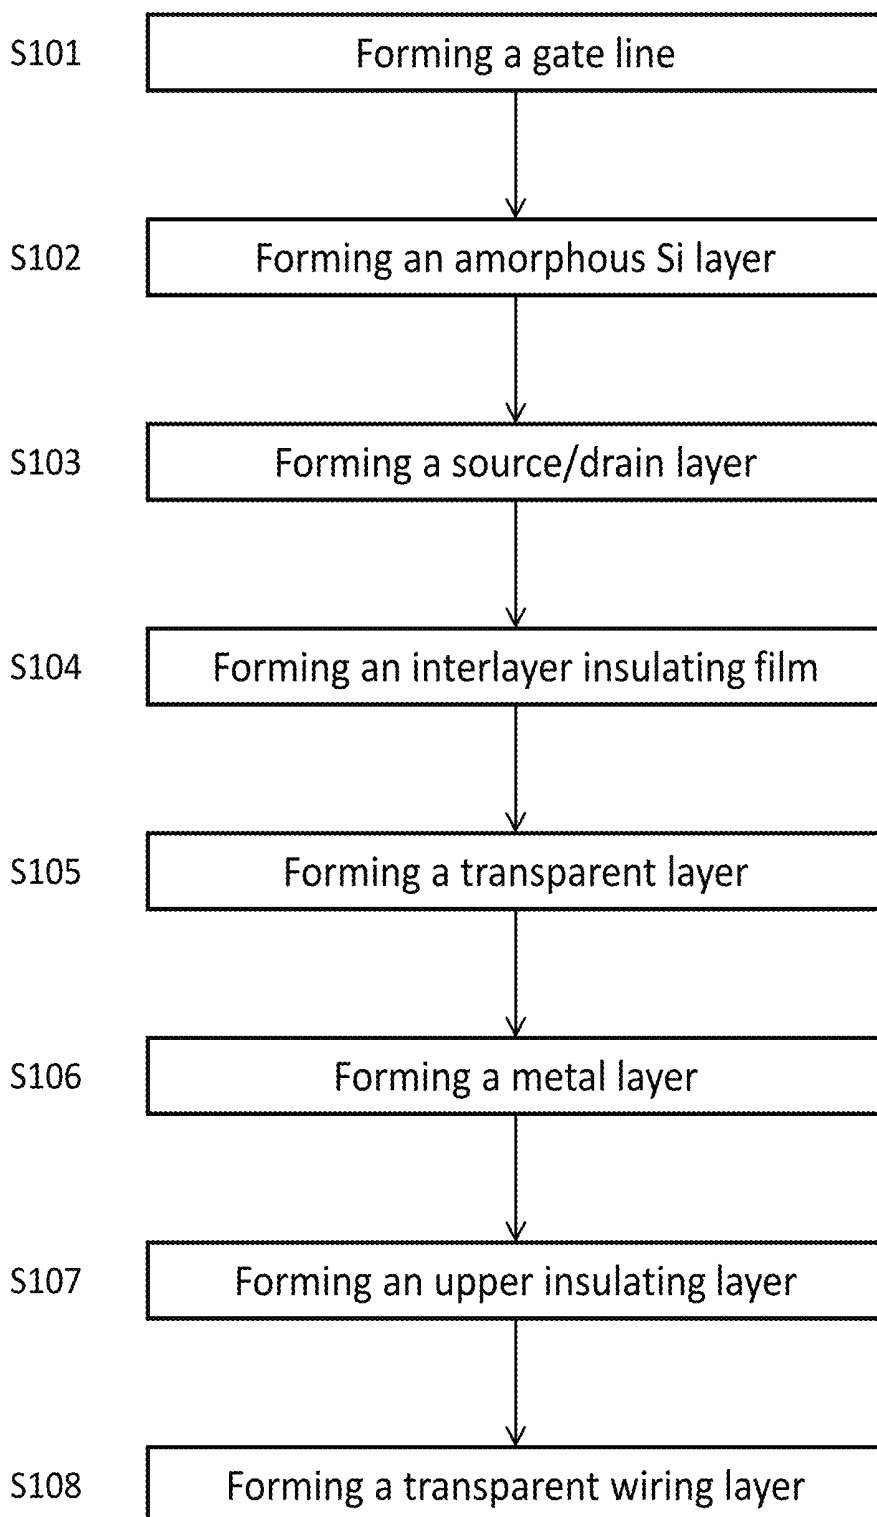 S101 Forming a gate line
S102 Forming an amorphous Si layer
S103 Forming a source/drain layer
S104 Forming an interlayer insulating film
S105 Forming a transparent layer
S106 Forming a metal layer
S107 Forming an upper insulating layer
S108 Forming a transparent wiring layer